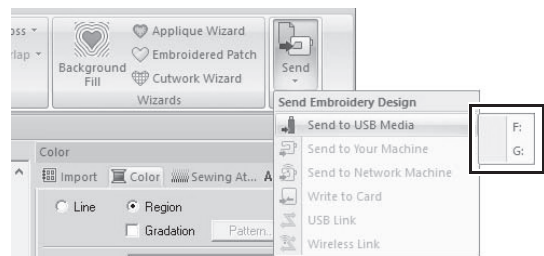 oss
rlap
Background
Fill
Applique Wizard
Embroidered Patch
Cutwork Wizard
Wizards
Send
Send Embroidery Design
Send to USB Media
F:
G:
Send to Your Machine
Send to Network Machine
Write to Card
USB Link
Wireless Link
Color
Import
Color
Sewing At...
A
Line
Region
Gradation
Pattern...